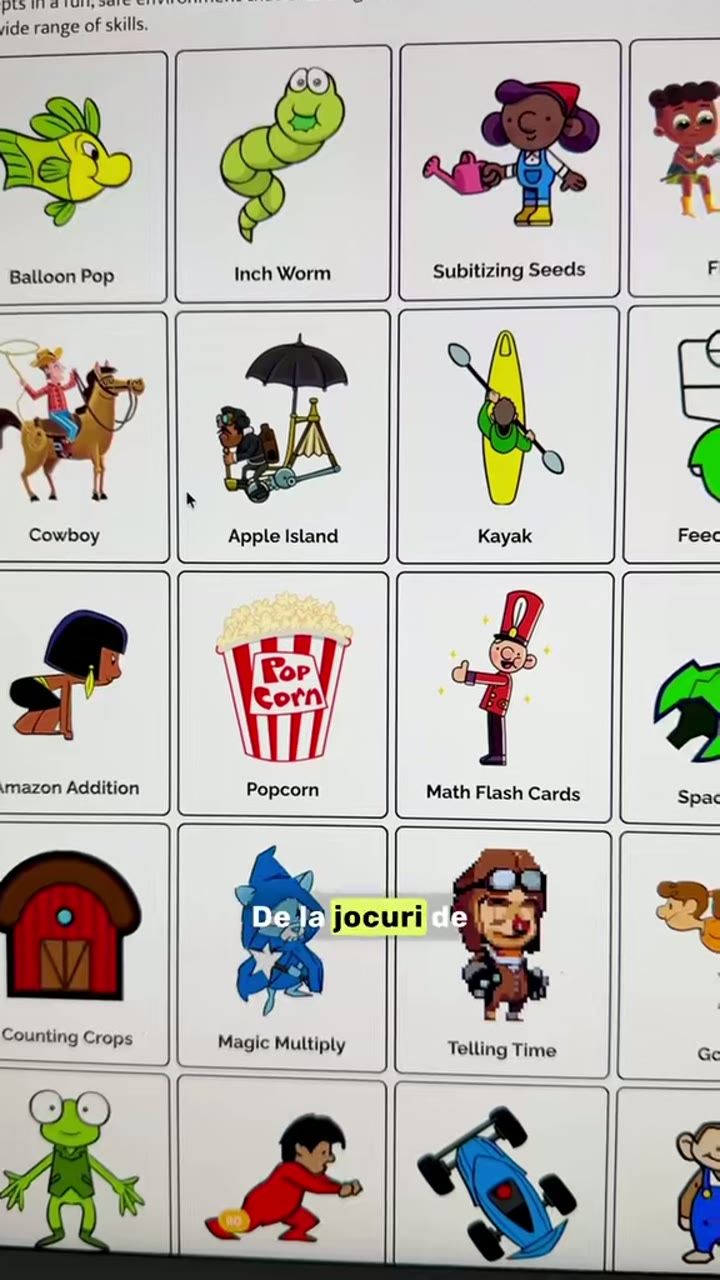 wide range of skills.
Balloon Pop
Inch Worm
Subitizing Seeds
Cowboy
Apple Island
Kayak
Amazon Addition
Pop
Corn
Popcorn
Math Flash Cards
De la jocuri de
Counting Crops
Magic Multiply
Telling Time
RO